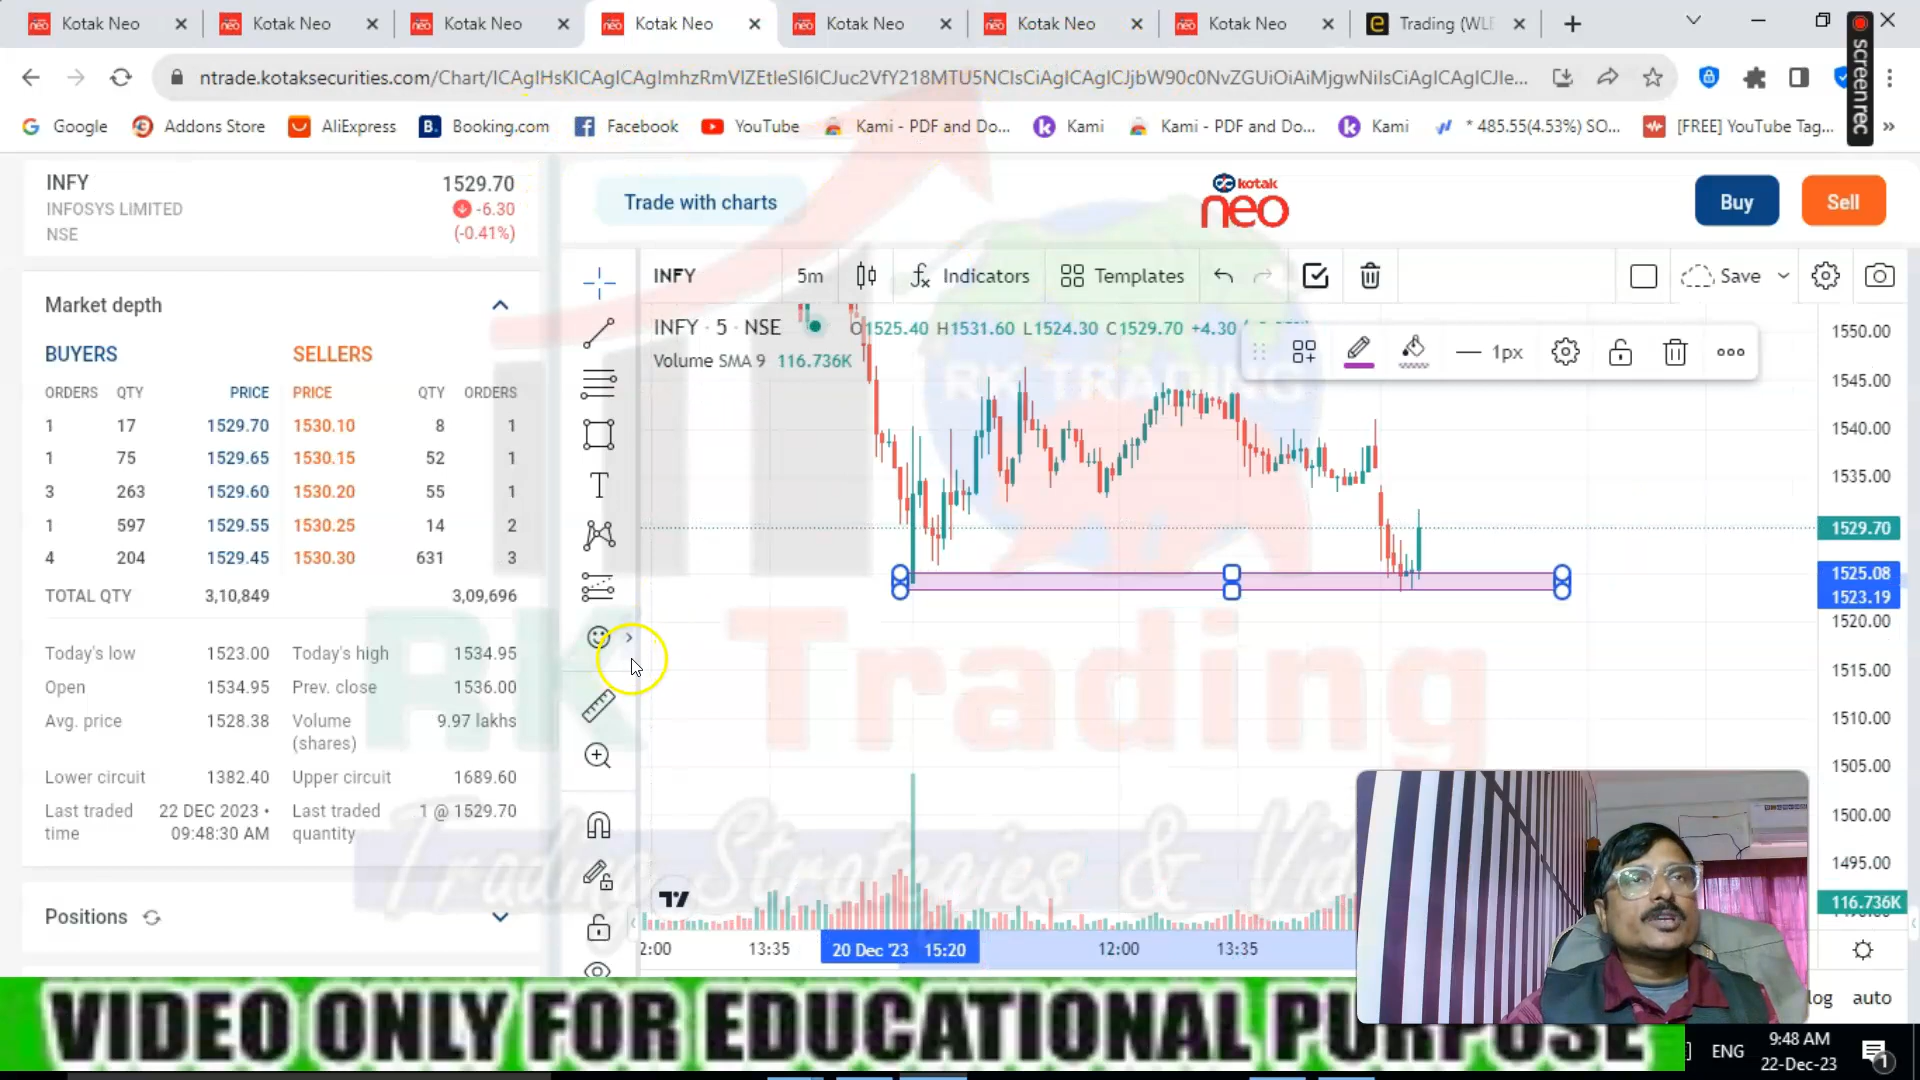 Kotak Neo
Kotak Neo
Kotak Neo
Kotak Neo
Kotak Neo
Kotak Neo
Kotak Neo
Trading (WL
ntrade.kotaksecurities.com/Chart/
Google
Addons Store
AliExpress
Booking.com
Facebook
YouTube
Kami - PDF and Do...
Kami
Kami - PDF and Do...
Kami
* 485.55(4.53%) SO...
[FREE] YouTube Tag...
screenrec
INFY 1529.70
INFOSYS LIMITED -6.30
NSE (-0.41%)
Trade with charts
kotak
neo
Buy
Sell
INFY 5m Indicators Templates Save
Market depth
BUYERS SELLERS
ORDERS QTY PRICE PRICE QTY ORDERS
1 17 1529.70 1530.10 8 1
1 75 1529.65 1530.15 52 1
3 263 1529.60 1530.20 55 1
1 597 1529.55 1530.25 14 2
4 204 1529.45 1530.30 631 3
TOTAL QTY 3,10,849 3,09,696
Today's low 1523.00 Today's high 1534.95
Open 1534.95 Prev. close 1536.00
Avg. price 1528.38 Volume (shares) 9.97 lakhs
Lower circuit 1382.40 Upper circuit 1689.60
Last traded time 22 DEC 2023 • 09:48:30 AM Last traded quantity 1 @ 1529.70
Positions
INFY · 5 · NSE O1525.40 H1531.60 L1524.30 C1529.70 +4.30
Volume SMA 9 116.736K
1px
1550.00
1545.00
1540.00
1535.00
1529.70
1525.08
1523.19
1520.00
1515.00
1510.00
1505.00
1500.00
1495.00
116.736K
2:00 13:35 20 Dec '23 15:20 12:00 13:35
log auto
RK TRADING
RK Trading
Trading Strategies & Vi
VIDEO ONLY FOR EDUCATIONAL PURPOSE
ENG
9:48 AM
22-Dec-23
1